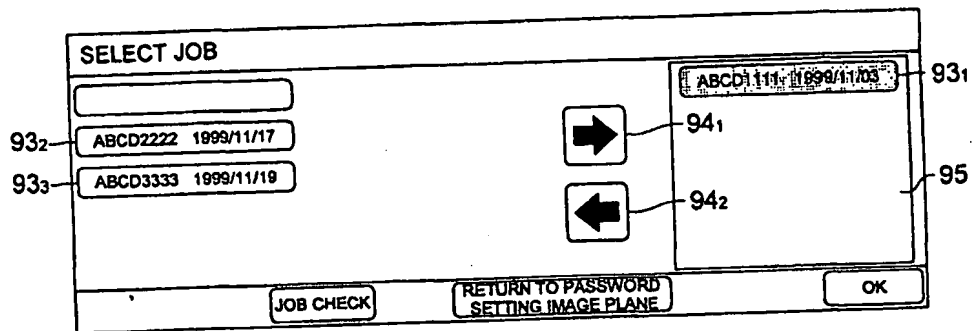 SELECT JOB
ABCD1111 1999/11/03 93₁
93₂ ABCD2222 1999/11/17 94₁
93₃ ABCD3333 1999/11/19 95
94₂
JOB CHECK RETURN TO PASSWORD OK
SETTING IMAGE PLANE